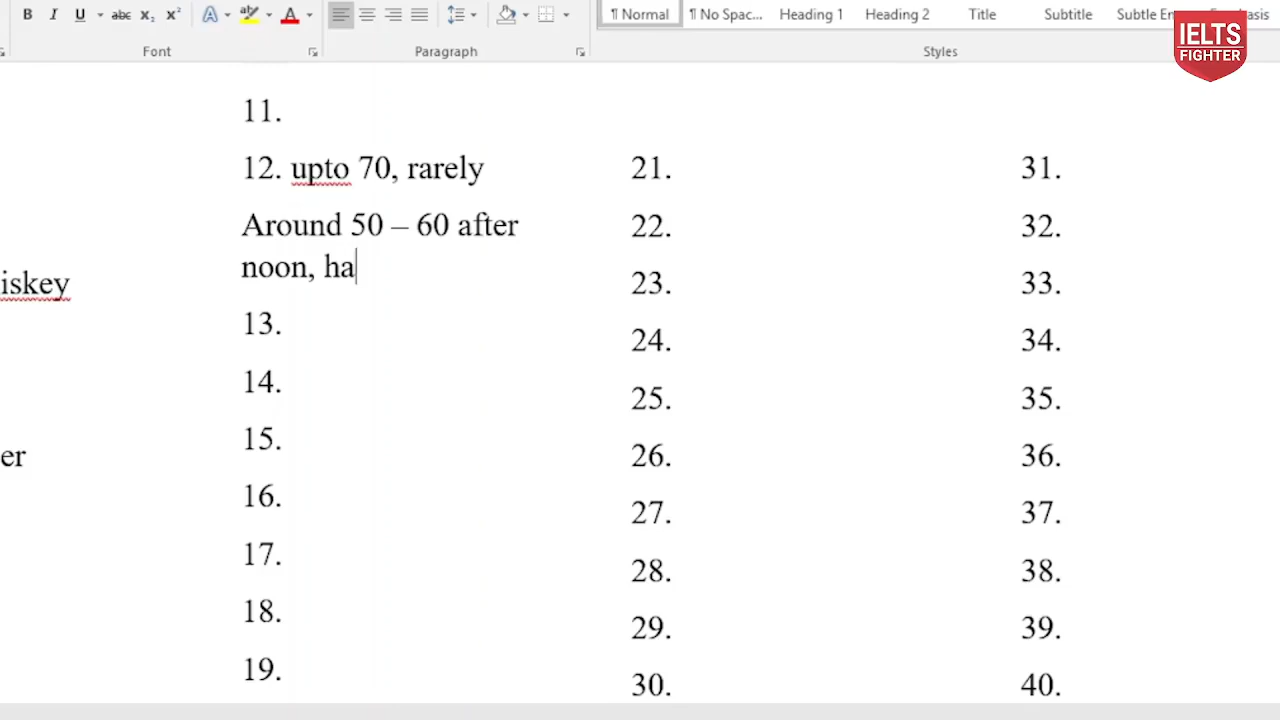 B I U abc x₂ x² A aby A
¶ Normal ¶ No Spac... Heading 1 Heading 2 Title Subtitle Subtle
IELTS
FIGHTER
Font Paragraph Styles
11.
12. upto 70, rarely
Around 50 – 60 after
noon, ha
13.
14.
15.
16.
17.
18.
19.
iskey
er
21.
22.
23.
24.
25.
26.
27.
28.
29.
30.
31.
32.
33.
34.
35.
36.
37.
38.
39.
40.